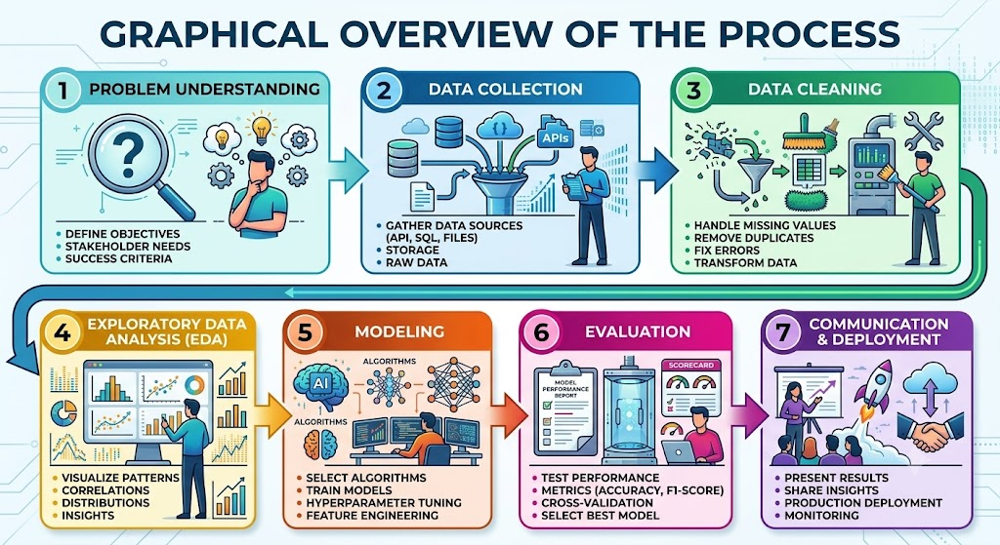 GRAPHICAL OVERVIEW OF THE PROCESS
1 PROBLEM UNDERSTANDING
?
• DEFINE OBJECTIVES
• STAKEHOLDER NEEDS
• SUCCESS CRITERIA
2 DATA COLLECTION
{ }
APIs
• GATHER DATA SOURCES
(API, SQL, FILES)
• STORAGE
• RAW DATA
3 DATA CLEANING
• HANDLE MISSING VALUES
• REMOVE DUPLICATES
• FIX ERRORS
• TRANSFORM DATA
4 EXPLORATORY DATA
ANALYSIS (EDA)
• VISUALIZE PATTERNS
• CORRELATIONS
• DISTRIBUTIONS
• INSIGHTS
5 MODELING
AI
ALGORITHMS
ALGORITHMS
• SELECT ALGORITHMS
• TRAIN MODELS
• HYPERPARAMETER TUNING
• FEATURE ENGINEERING
6 EVALUATION
MODEL
PERFORMANCE
REPORT
SCORECARD
• TEST PERFORMANCE
• METRICS (ACCURACY, F1-SCORE)
• CROSS-VALIDATION
• SELECT BEST MODEL
7 COMMUNICATION
& DEPLOYMENT
• PRESENT RESULTS
• SHARE INSIGHTS
• PRODUCTION DEPLOYMENT
• MONITORING